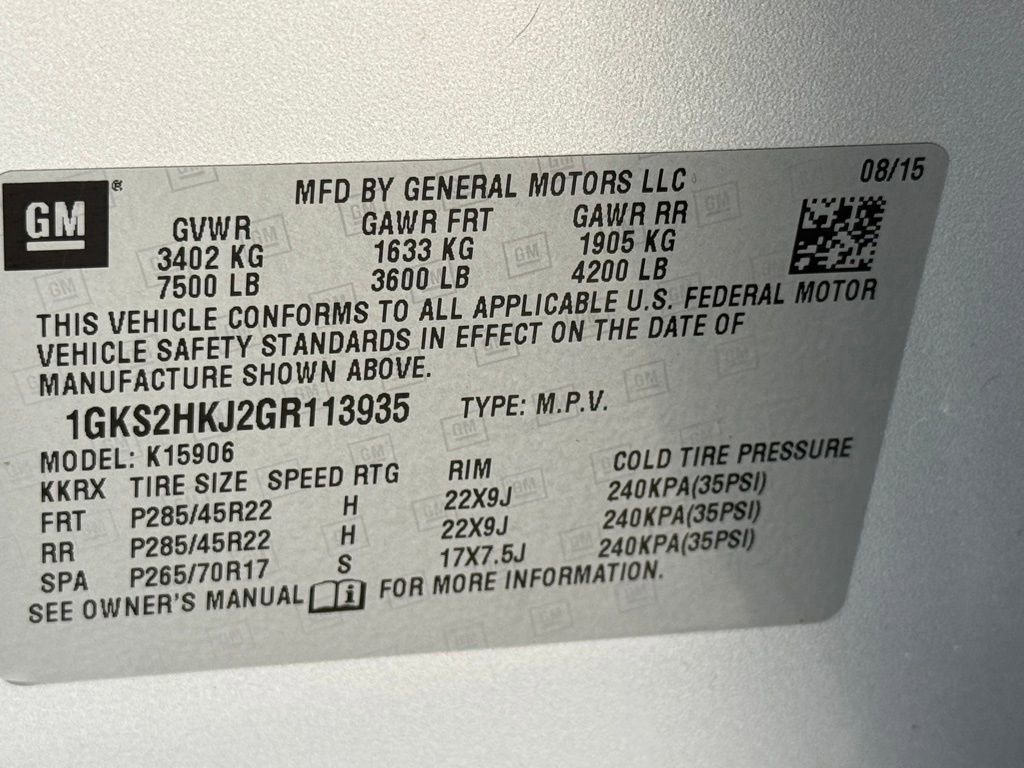 GM ®
MFD BY GENERAL MOTORS LLC 08/15
GVWR GAWR FRT GAWR RR
3402 KG 1633 KG 1905 KG
7500 LB 3600 LB 4200 LB
THIS VEHICLE CONFORMS TO ALL APPLICABLE U.S. FEDERAL MOTOR
VEHICLE SAFETY STANDARDS IN EFFECT ON THE DATE OF
MANUFACTURE SHOWN ABOVE.
1GKS2HKJ2GR113935 TYPE: M.P.V.
MODEL: K15906
KKRX TIRE SIZE SPEED RTG RIM COLD TIRE PRESSURE
FRT P285/45R22 H 22X9J 240KPA(35PSI)
RR P285/45R22 H 22X9J 240KPA(35PSI)
SPA P265/70R17 S 17X7.5J 240KPA(35PSI)
SEE OWNER'S MANUAL i FOR MORE INFORMATION.